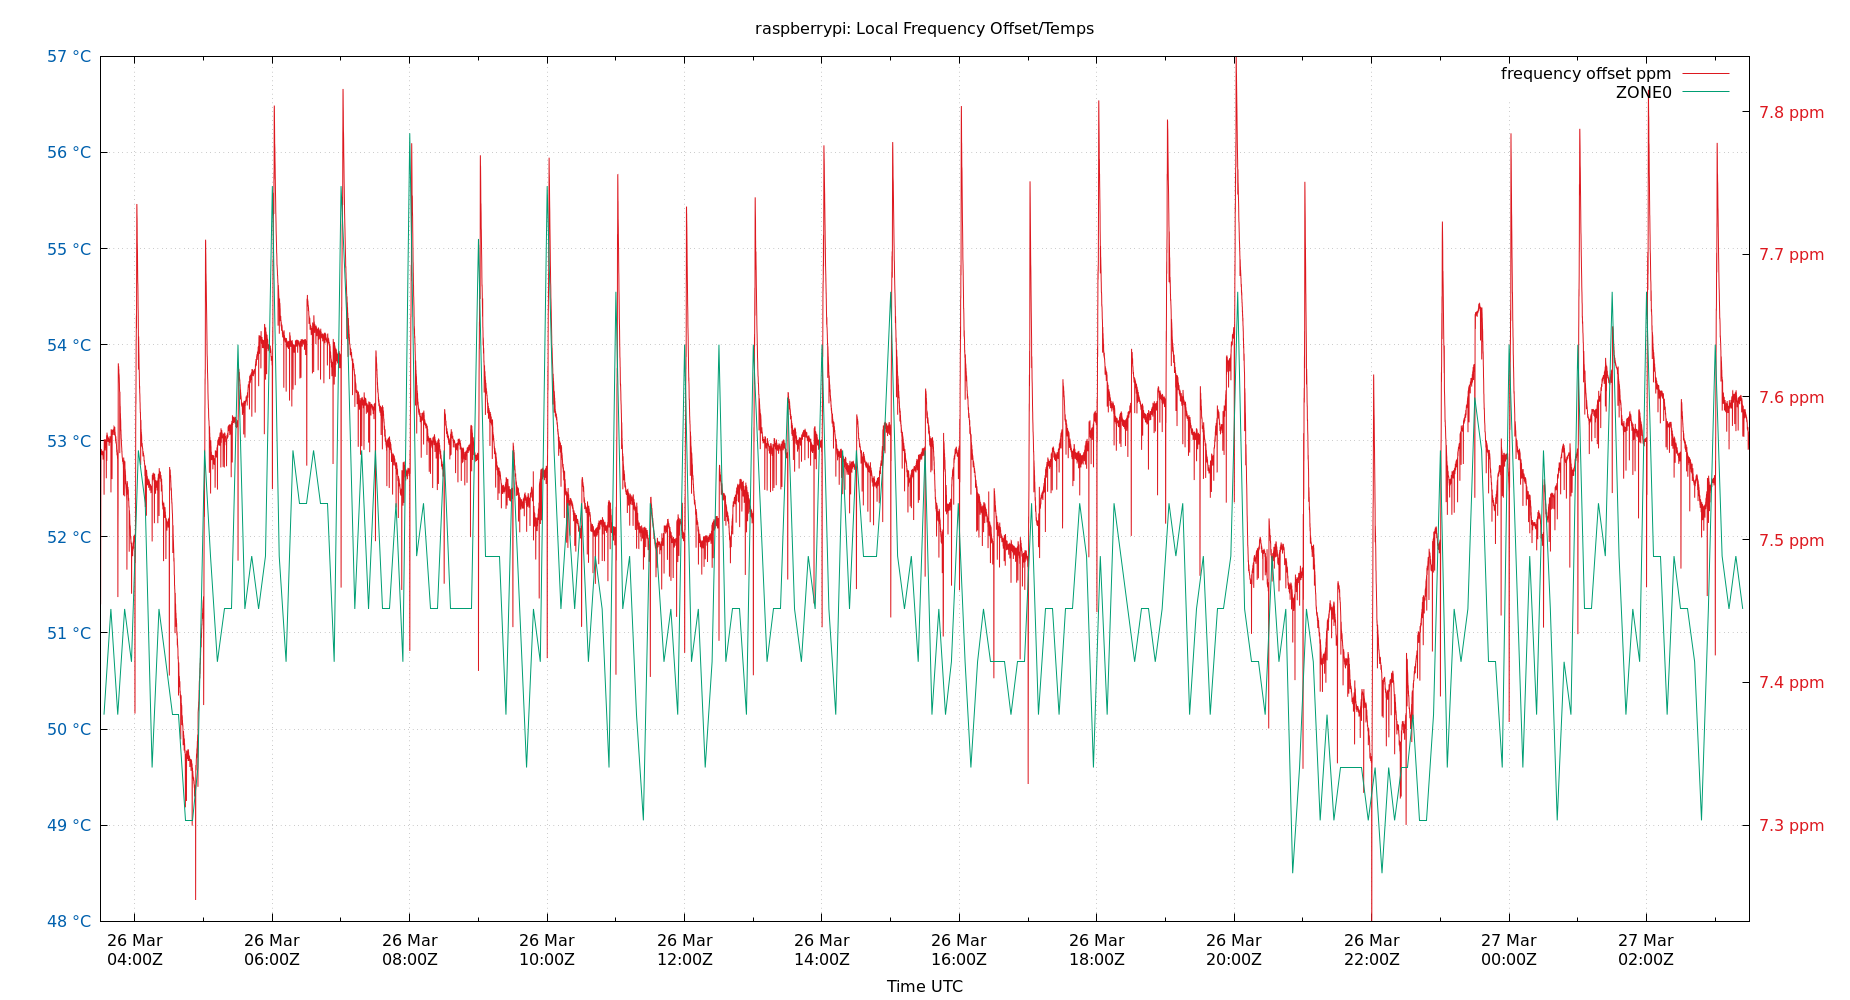 raspberrypi: Local Frequency Offset/Temps
57 °C
56 °C
55 °C
54 °C
53 °C
52 °C
51 °C
50 °C
49 °C
48 °C
frequency offset ppm
ZONE0
7.8 ppm
7.7 ppm
7.6 ppm
7.5 ppm
7.4 ppm
7.3 ppm
26 Mar
04:00Z
26 Mar
06:00Z
26 Mar
08:00Z
26 Mar
10:00Z
26 Mar
12:00Z
26 Mar
14:00Z
26 Mar
16:00Z
26 Mar
18:00Z
26 Mar
20:00Z
26 Mar
22:00Z
27 Mar
00:00Z
27 Mar
02:00Z
Time UTC